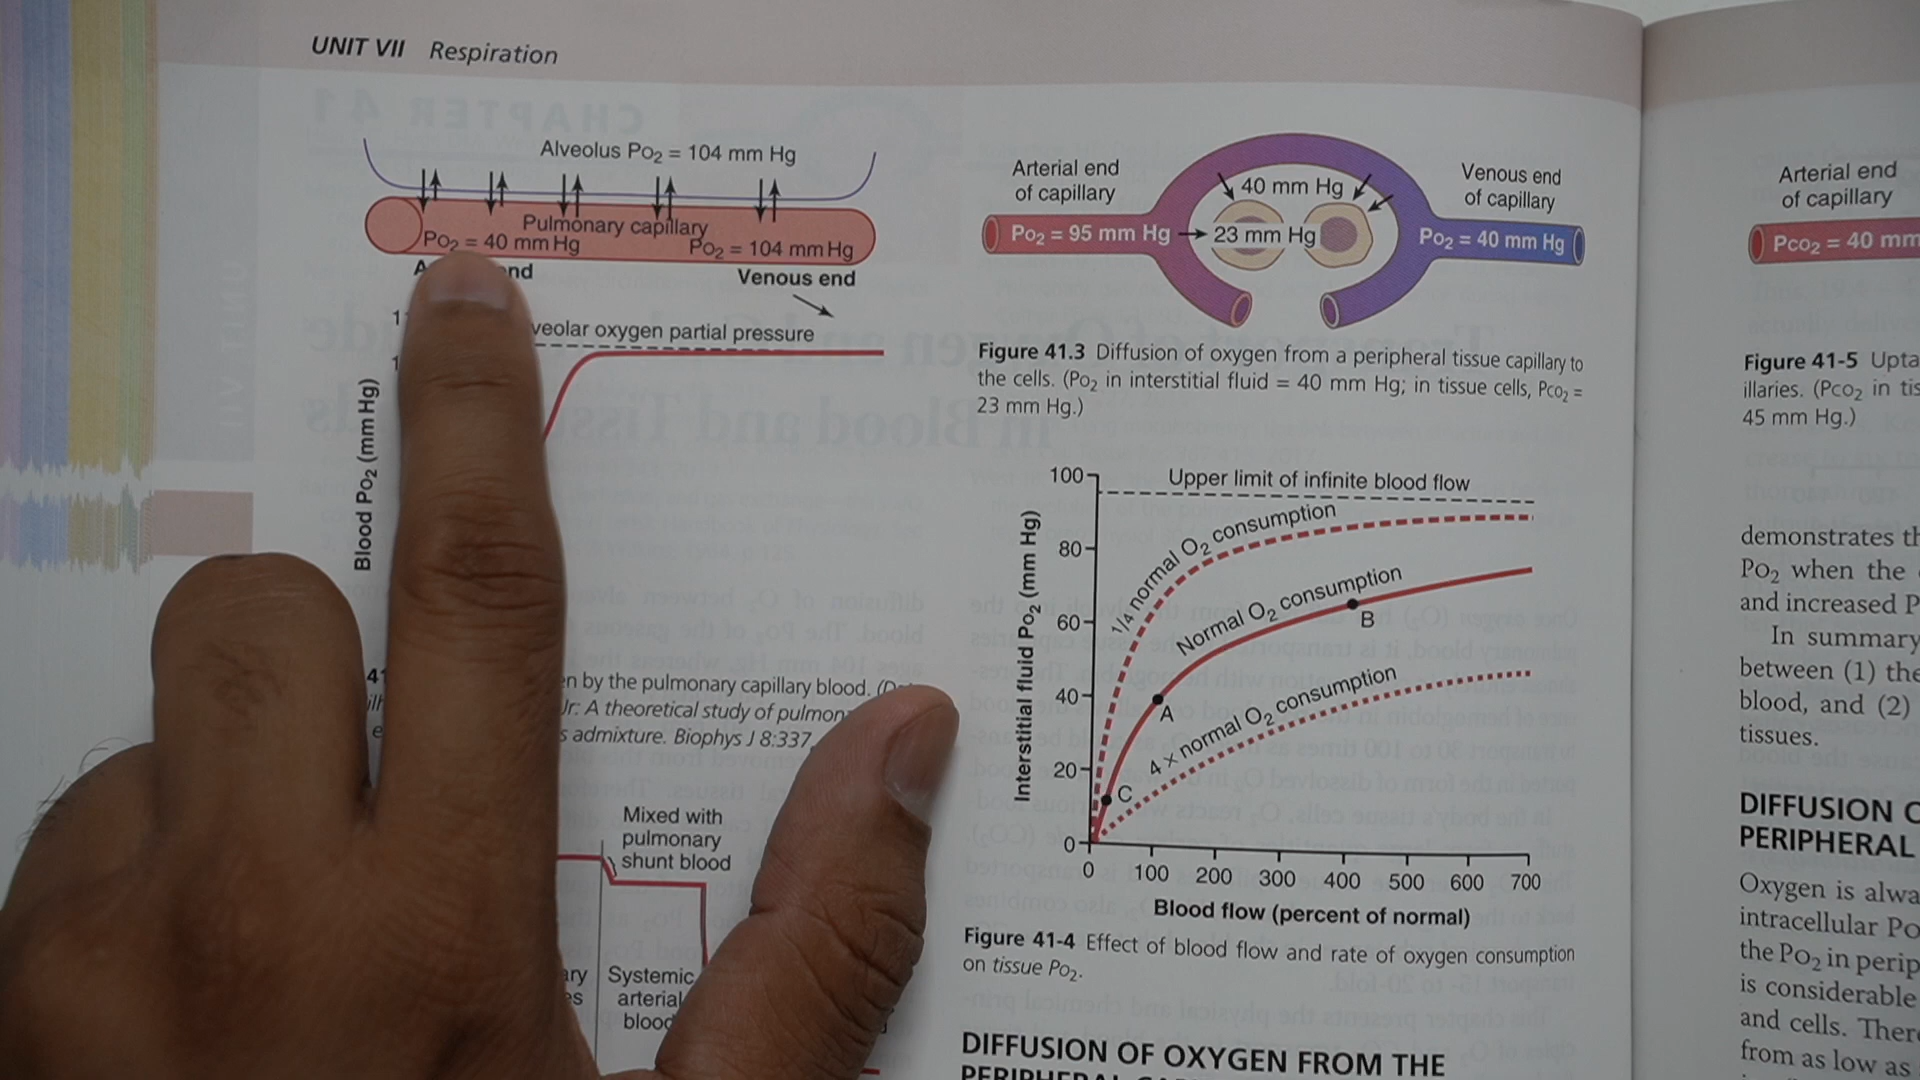 UNIT VII Respiration
Alveolus Po2 = 104 mm Hg
Pulmonary capillary
Po2 = 40 mm Hg
Po2 = 104 mm Hg
Venous end
oxygen partial pressure
Blood Po2 (mm Hg)
by the pulmonary capillary blood.
Jr: A theoretical study of
admixture. Biophys J 8:337,
Mixed with
pulmonary
shunt blood
Systemic
arterial
blood
Arterial end
of capillary
40 mm Hg
Venous end
of capillary
Po2 = 95 mm Hg
23 mm Hg
Po2 = 40 mm Hg
Figure 41.3 Diffusion of oxygen from a peripheral tissue capillary to
the cells. (Po2 in interstitial fluid = 40 mm Hg; in tissue cells, Pco2 =
23 mm Hg.)
Interstitial fluid Po2 (mm Hg)
100
80
60
40
20
0
Upper limit of infinite blood flow
1/4 normal O2 consumption
Normal O2 consumption
B
A
4 × normal O2 consumption
C
0 100 200 300 400 500 600 700
Blood flow (percent of normal)
Figure 41-4 Effect of blood flow and rate of oxygen consumption
on tissue Po2.
DIFFUSION OF OXYGEN FROM THE
Arterial end
of capillary
Pco2 = 40 mm
Figure 41-5
illaries. (Pco2 in
45 mm Hg.)
demonstrates
Po2 when the
and increased
In summary
between (1) the
blood, and (2)
tissues.
DIFFUSION
PERIPHERAL
Oxygen is
intracellular
the Po2 in
is considerable
and cells.
from as low as